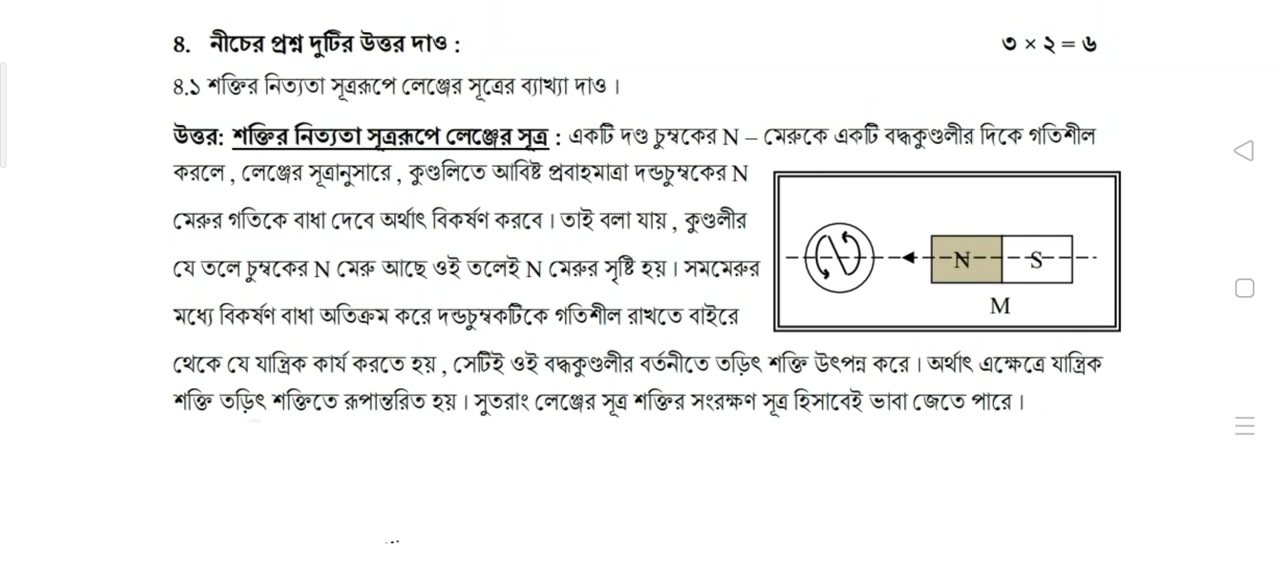 ৪. নীচের প্রশ্ন দুটির উত্তর দাও : ৩ × ২ = ৬
৪.১ শক্তির নিত্যতা সূত্ররূপে লেঞ্জের সূত্রের ব্যাখ্যা দাও ।
উত্তর: শক্তির নিত্যতা সূত্ররূপে লেঞ্জের সূত্র : একটি দণ্ড চুম্বকের N – মেরুকে একটি বদ্ধকুণ্ডলীর দিকে গতিশীল
করলে , লেঞ্জের সূত্রানুসারে , কুণ্ডলিতে আবিষ্ট প্রবাহমাত্রা দন্ডচুম্বকের N
মেরুর গতিকে বাধা দেবে অর্থাৎ বিকর্ষণ করবে । তাই বলা যায় , কুণ্ডলীর
যে তলে চুম্বকের N মেরু আছে ওই তলেই N মেরুর সৃষ্টি হয় । সমমেরুর
মধ্যে বিকর্ষণ বাধা অতিক্রম করে দন্ডচুম্বকটিকে গতিশীল রাখতে বাইরে
N S
M
থেকে যে যান্ত্রিক কার্য করতে হয় , সেটিই ওই বদ্ধকুণ্ডলীর বর্তনীতে তড়িৎ শক্তি উৎপন্ন করে । অর্থাৎ এক্ষেত্রে যান্ত্রিক
শক্তি তড়িৎ শক্তিতে রূপান্তরিত হয় । সুতরাং লেঞ্জের সূত্র শক্তির সংরক্ষণ সূত্র হিসাবেই ভাবা জেতে পারে ।